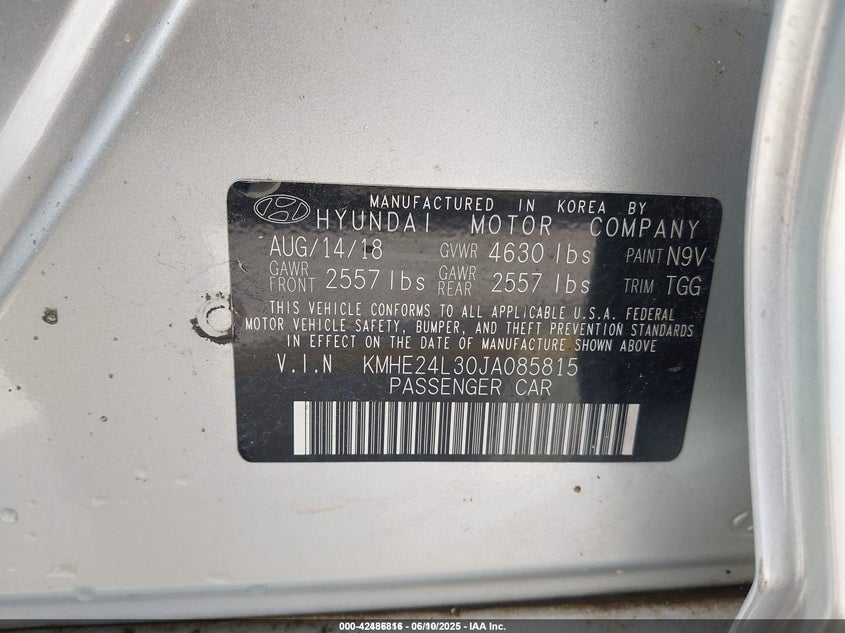 MANUFACTURED IN KOREA BY
HYUNDAI MOTOR COMPANY
AUG/14/18 GVWR 4630 lbs PAINT N9V
GAWR FRONT 2557 lbs GAWR REAR 2557 lbs TRIM TGG
THIS VEHICLE CONFORMS TO ALL APPLICABLE U.S.A. FEDERAL
MOTOR VEHICLE SAFETY, BUMPER, AND THEFT PREVENTION STANDARDS
IN EFFECT ON THE DATE OF MANUFACTURE SHOWN ABOVE
V.I.N KMHE24L30JA085815
PASSENGER CAR
000-42486816 - 06/10/2025 - IAA Inc.